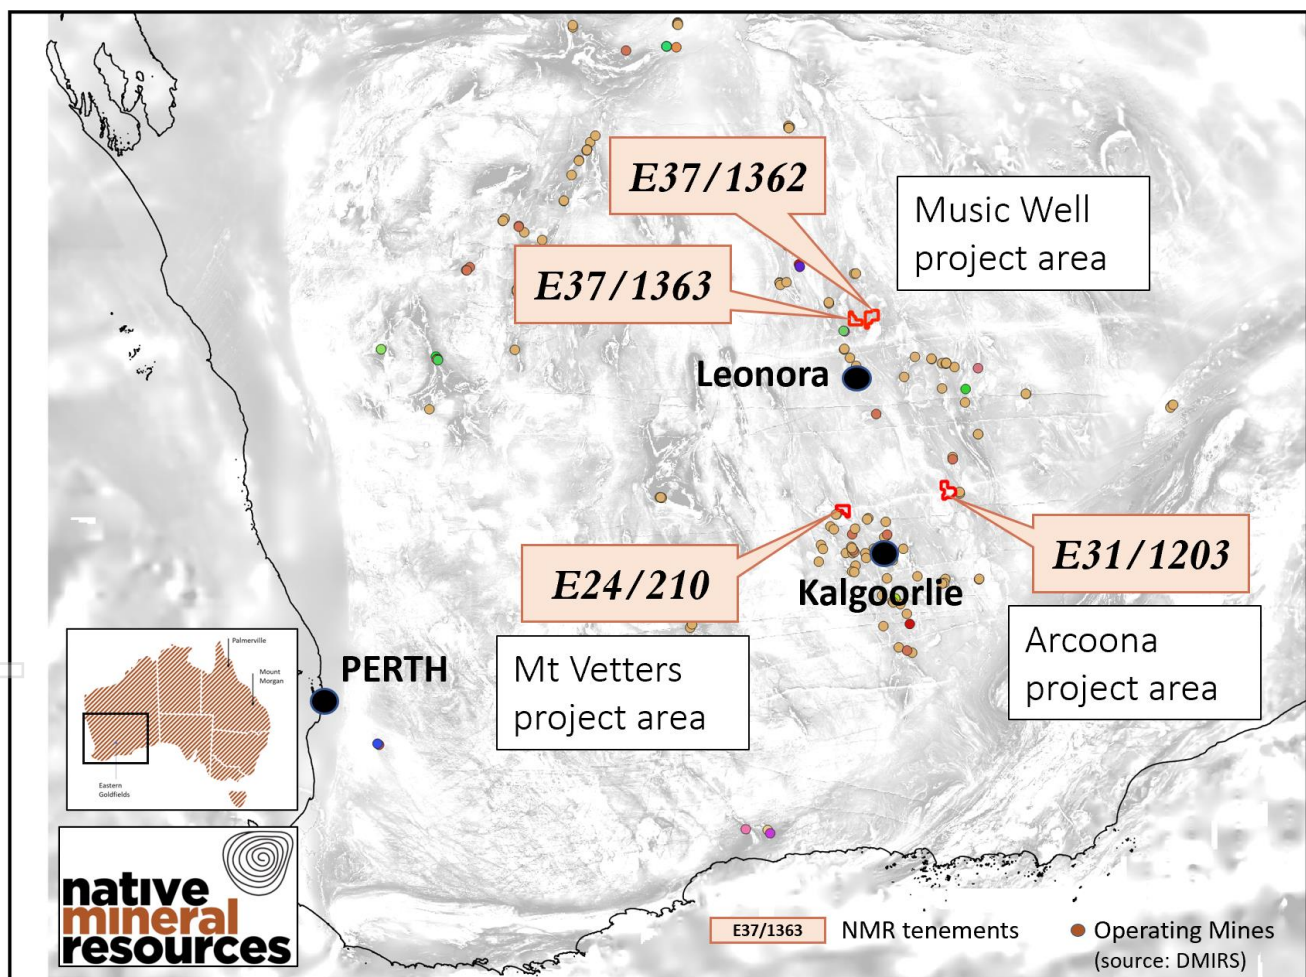 E37/1362
Music Well
project area
E37/1363
Leonora
E24/210
E31/1203
Kalgoorlie
Mt Vetters
project area
Arcoona
project area
PERTH
Palmerville
Mount
Morgan
Eastern
Goldfields
native
mineral
resources
E37/1363
NMR tenements
Operating Mines
(source: DMIRS)